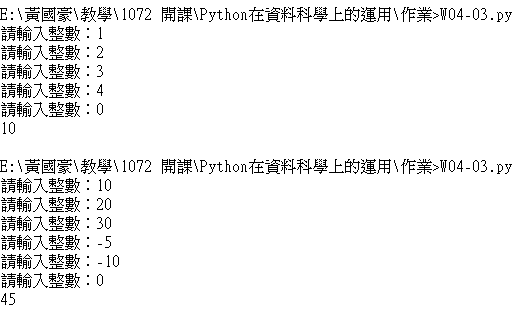 E:\黃國豪\教學\1072 開課\Python在資料科學上的運用\作業>W04-03.py
請輸入整數：1
請輸入整數：2
請輸入整數：3
請輸入整數：4
請輸入整數：0
10
E:\黃國豪\教學\1072 開課\Python在資料科學上的運用\作業>W04-03.py
請輸入整數：10
請輸入整數：20
請輸入整數：30
請輸入整數：-5
請輸入整數：-10
請輸入整數：0
45